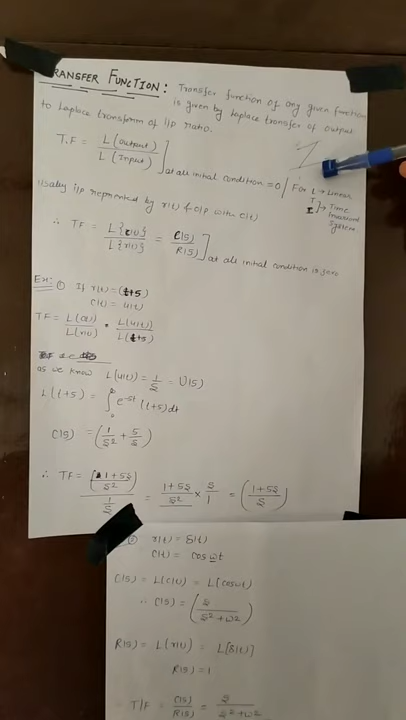 TRANSFER FUNCTION: Transfer function of any given function
is given by Laplace transfer of output
to Laplace transform of i/p ratio.
T.F = L(output) / L(Input) ] at all initial condition = 0 / For L → Linear
T I } → Time Invariant System
Usally i/p reprented by r(t) & o/p with c(t)
∴ TF = L{c(t)} / L{r(t)} = C(S) / R(S) ] at all initial condition is zero
Ex:- ① If r(t) = (t+5)
c(t) = u(t)
TF = L(c(t)) / L(r(t)) = L(u(t)) / L(t+5)
as we know L(u(t)) = 1/S = U(S)
L(t+5) = ∫ e^-st (t+5) dt
C(S) = (1/S² + 5/S)
∴ TF = [(1+5S)/S²] / (1/S) = (1+5S)/S² × S/1 = ((1+5S)/S)
r(t) = δ(t)
c(t) = cos ωt
C(S) = L(c(t)) = L(cosωt)
∴ C(S) = (S / S²+ω²)
R(S) = L(r(t)) = L[δ(t)]
R(S) = 1
T/F = C(S) / R(S) = S / S²+ω²